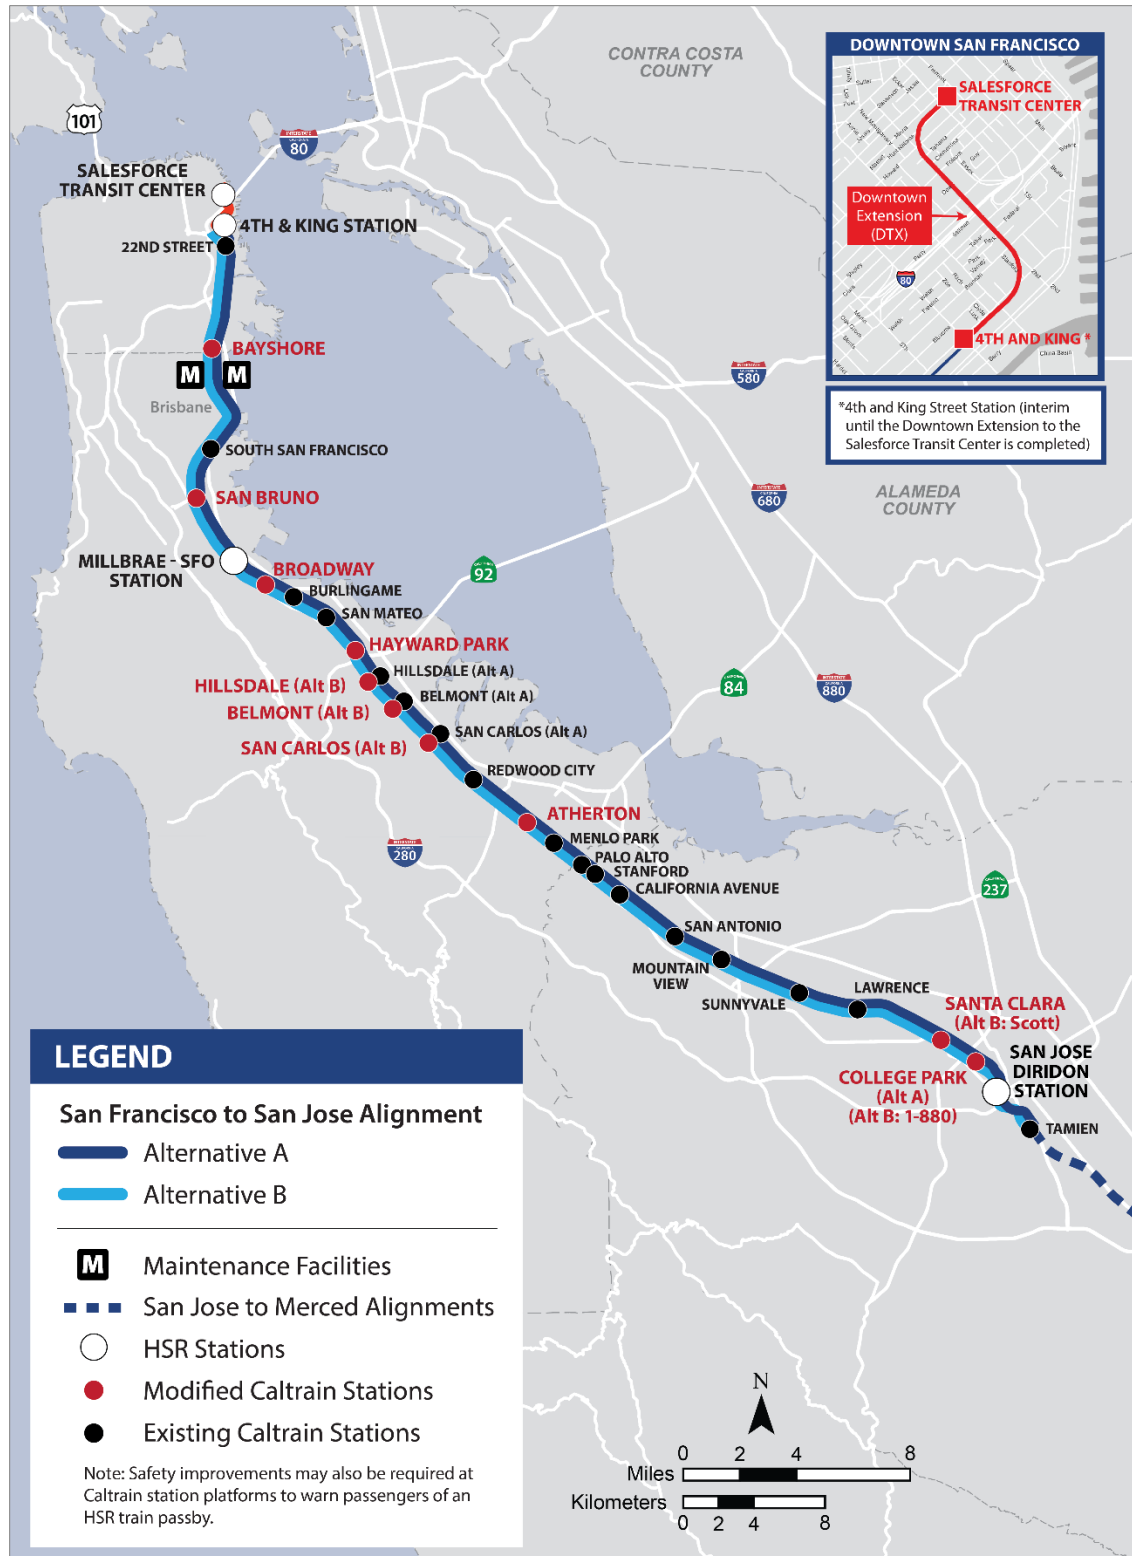 CONTRA COSTA
COUNTY
101
INTERSTATE
80
SALESFORCE
TRANSIT CENTER
4TH & KING STATION
22ND STREET
BAYSHORE
M M
Brisbane
SOUTH SAN FRANCISCO
SAN BRUNO
MILLBRAE - SFO
STATION
BROADWAY
BURLINGAME
SAN MATEO
92
HAYWARD PARK
HILLSDALE (Alt A)
HILLSDALE (Alt B)
BELMONT (Alt A)
BELMONT (Alt B)
SAN CARLOS (Alt A)
SAN CARLOS (Alt B)
REDWOOD CITY
84
580
680
880
ALAMEDA
COUNTY
ATHERTON
MENLO PARK
PALO ALTO
STANFORD
CALIFORNIA AVENUE
280
237
SAN ANTONIO
MOUNTAIN
VIEW
SUNNYVALE
LAWRENCE
SANTA CLARA
(Alt B: Scott)
COLLEGE PARK
(Alt A)
(Alt B: 1-880)
SAN JOSE
DIRIDON
STATION
TAMIEN
DOWNTOWN SAN FRANCISCO
SALESFORCE
TRANSIT CENTER
Downtown
Extension
(DTX)
80
4TH AND KING *
China Basin
*4th and King Street Station (interim
until the Downtown Extension to the
Salesforce Transit Center is completed)
LEGEND
San Francisco to San Jose Alignment
Alternative A
Alternative B
M Maintenance Facilities
San Jose to Merced Alignments
HSR Stations
Modified Caltrain Stations
Existing Caltrain Stations
Note: Safety improvements may also be required at
Caltrain station platforms to warn passengers of an
HSR train passby.
N
0 2 4 8
Miles
Kilometers
0 2 4 8